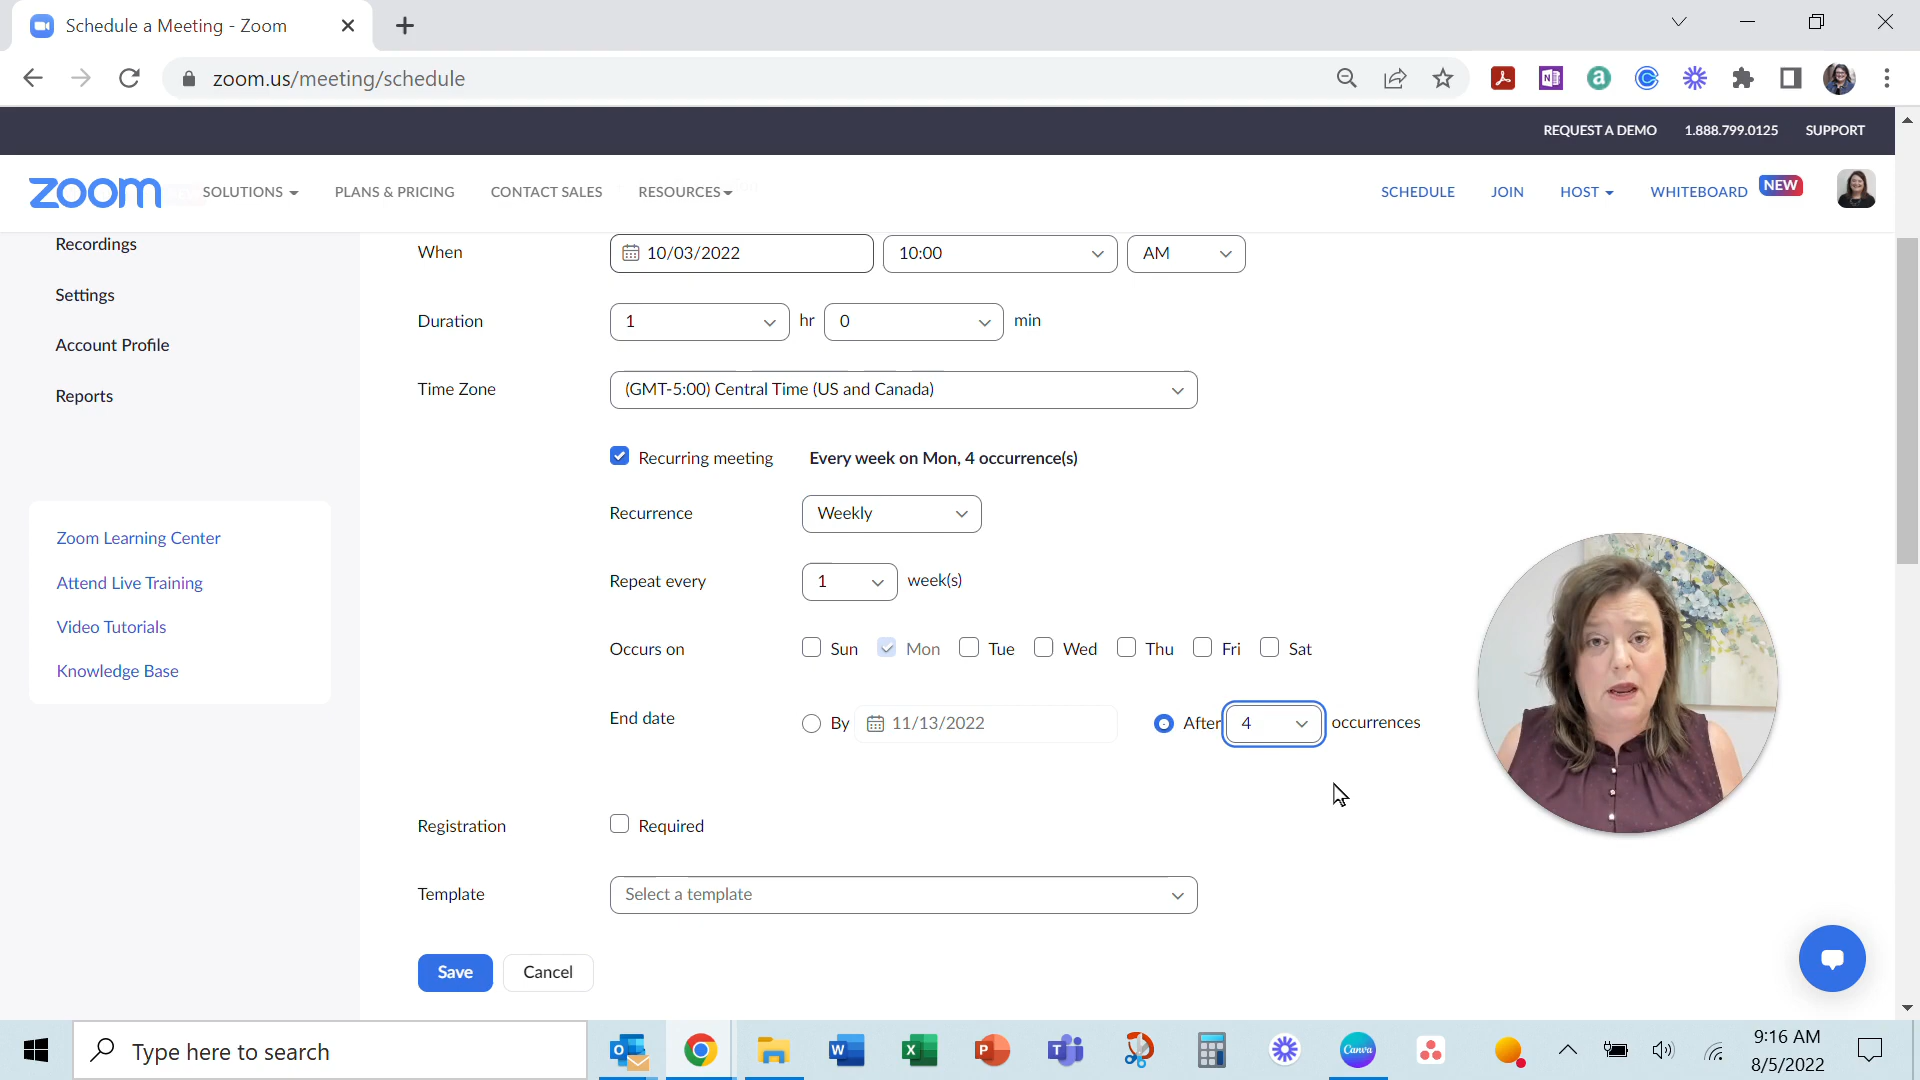 Schedule a Meeting - Zoom
zoom.us/meeting/schedule
REQUEST A DEMO 1.888.799.0125 SUPPORT
zoom SOLUTIONS PLANS & PRICING CONTACT SALES RESOURCES SCHEDULE JOIN HOST WHITEBOARD NEW
Recordings
Settings
Account Profile
Reports
Zoom Learning Center
Attend Live Training
Video Tutorials
Knowledge Base
When 10/03/2022 10:00 AM
Duration 1 hr 0 min
Time Zone (GMT-5:00) Central Time (US and Canada)
Recurring meeting Every week on Mon, 4 occurrence(s)
Recurrence Weekly
Repeat every 1 week(s)
Occurs on Sun Mon Tue Wed Thu Fri Sat
End date By 11/13/2022 After 4 occurrences
Registration Required
Template Select a template
Save Cancel
Type here to search
Canva
9:16 AM
8/5/2022